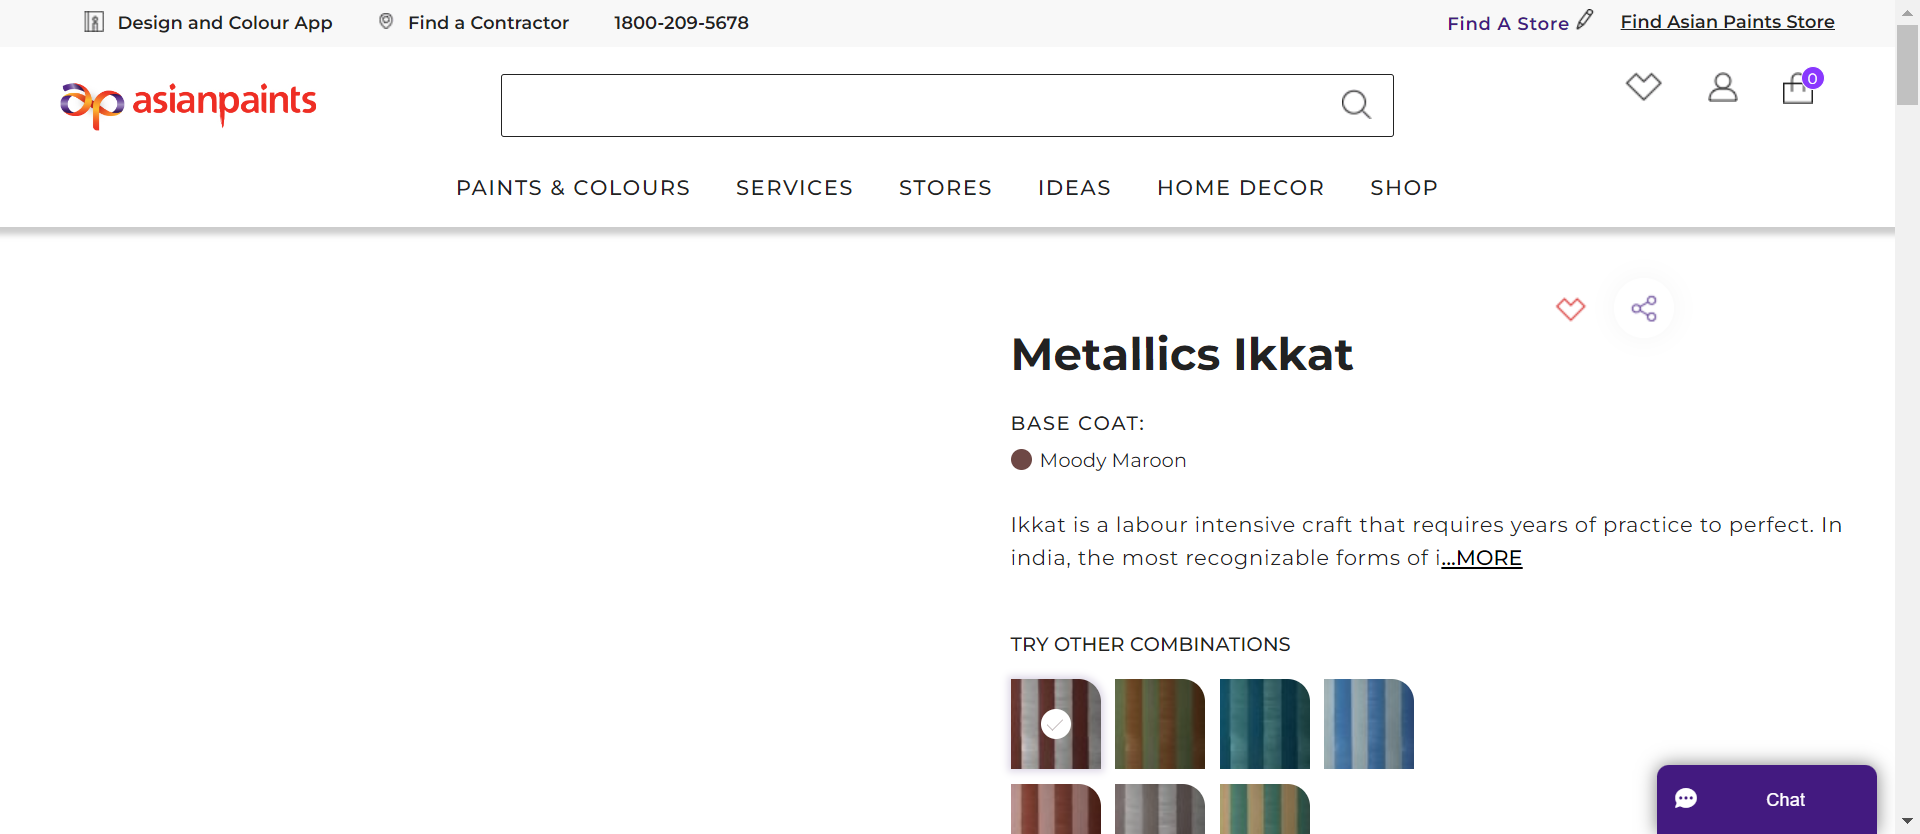 Design and Colour App
Find a Contractor
1800-209-5678
Find A Store
Find Asian Paints Store
asianpaints
0
PAINTS & COLOURS
SERVICES
STORES
IDEAS
HOME DECOR
SHOP
Metallics Ikkat
BASE COAT:
Moody Maroon
Ikkat is a labour intensive craft that requires years of practice to perfect. In
india, the most recognizable forms of i...MORE
TRY OTHER COMBINATIONS
Chat